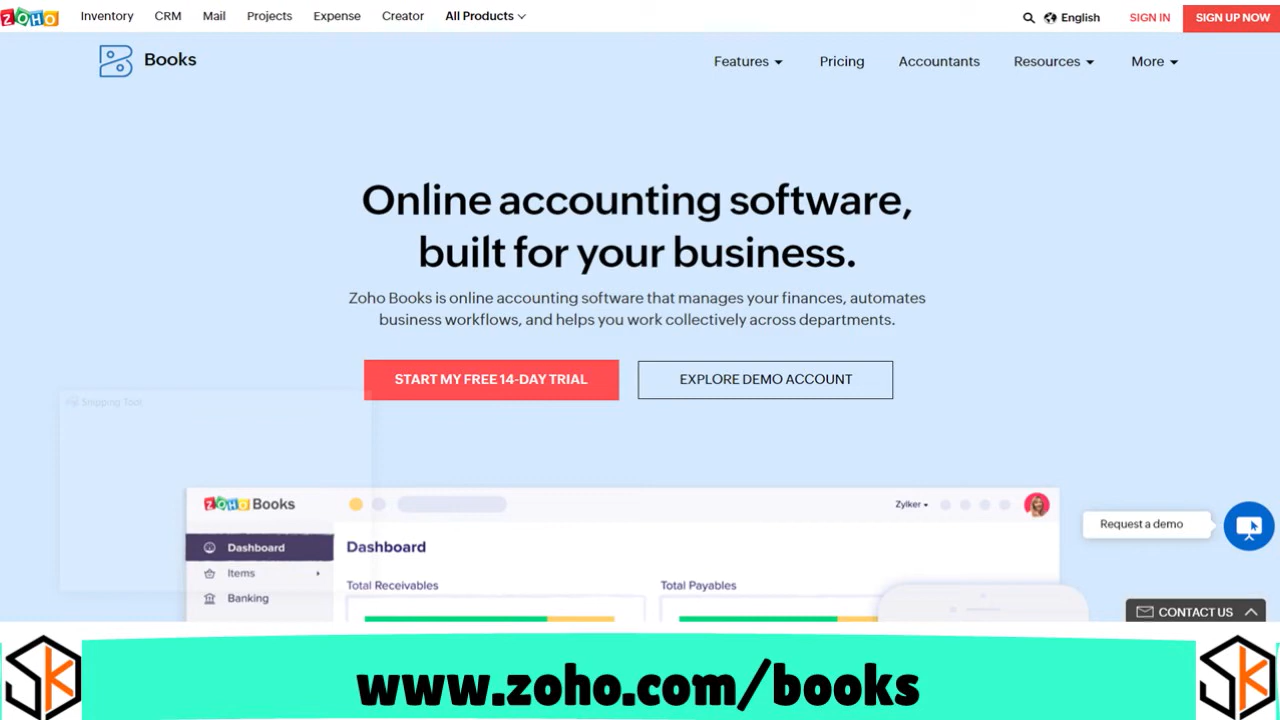 ZOHO Inventory CRM Mail Projects Expense Creator All Products English SIGN IN SIGN UP NOW
Books Features Pricing Accountants Resources More
Online accounting software,
built for your business.
Zoho Books is online accounting software that manages your finances, automates
business workflows, and helps you work collectively across departments.
START MY FREE 14-DAY TRIAL EXPLORE DEMO ACCOUNT
Snipping Tool
ZOHO Books Zylker
Request a demo
Dashboard Dashboard
Items
Total Receivables Total Payables
Banking
CONTACT US
www.zoho.com/books
SK SK